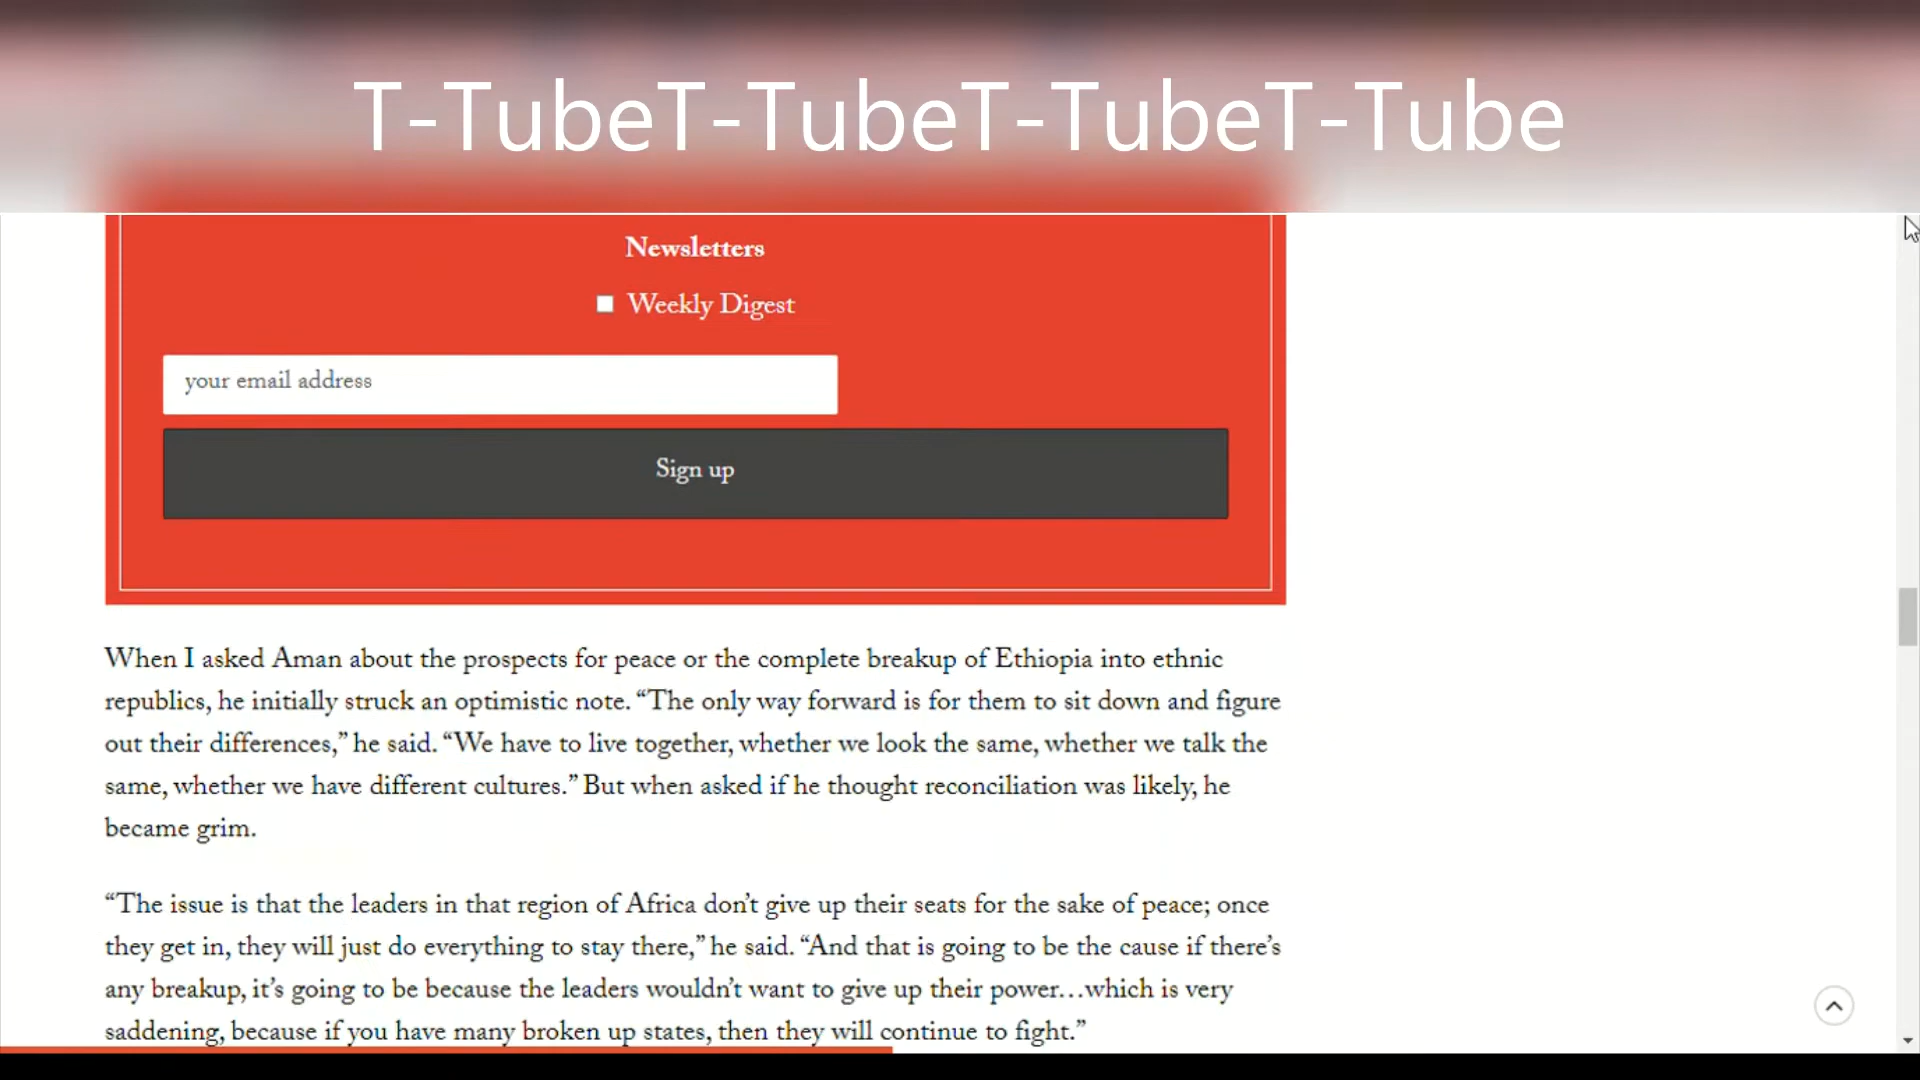 T-TubeT-TubeT-TubeT-Tube
Newsletters
Weekly Digest
your email address
Sign up
When I asked Aman about the prospects for peace or the complete breakup of Ethiopia into ethnic
republics, he initially struck an optimistic note. “The only way forward is for them to sit down and figure
out their differences,” he said. “We have to live together, whether we look the same, whether we talk the
same, whether we have different cultures.” But when asked if he thought reconciliation was likely, he
became grim.
“The issue is that the leaders in that region of Africa don’t give up their seats for the sake of peace; once
they get in, they will just do everything to stay there,” he said. “And that is going to be the cause if there’s
any breakup, it’s going to be because the leaders wouldn’t want to give up their power…which is very
saddening, because if you have many broken up states, then they will continue to fight.”